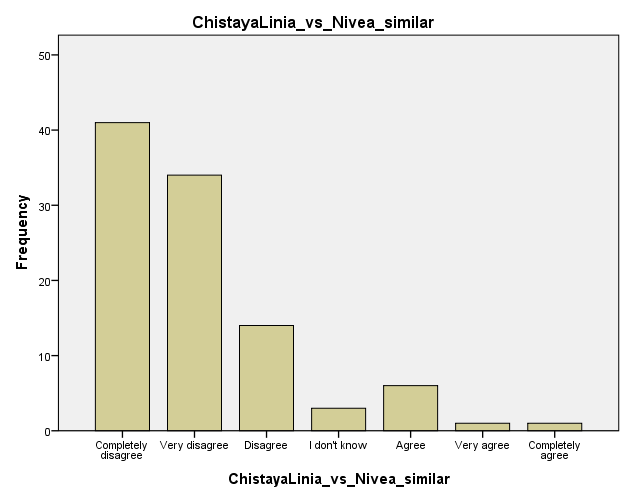 ChistayaLinia_vs_Nivea_similar
50
40
30
20
10
0
Frequency
Completely disagree
Very disagree
Disagree
I don't know
Agree
Very agree
Completely agree
ChistayaLinia_vs_Nivea_similar